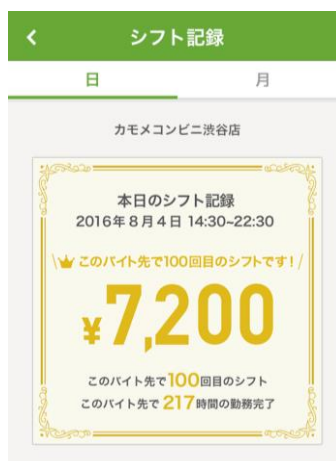 シフト記録
日 月
カモメコンビニ渋谷店
本日のシフト記録
2016年8月4日 14:30~22:30
このバイト先で100回目のシフトです!
¥7,200
このバイト先で100回目のシフト
このバイト先で217時間の勤務完了